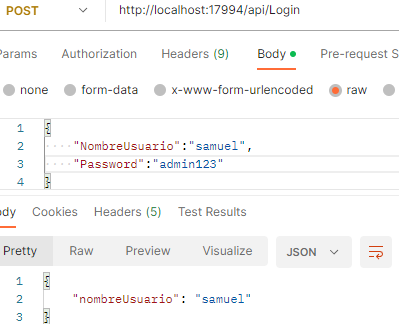 POST http://localhost:17994/api/Login
Params Authorization Headers (9) Body Pre-request S
none form-data x-www-form-urlencoded raw
1 {
2 "NombreUsuario":"samuel",
3 "Password":"admin123"
4 }
Body Cookies Headers (5) Test Results
Pretty Raw Preview Visualize JSON
1 {
2 "nombreUsuario": "samuel"
3 }